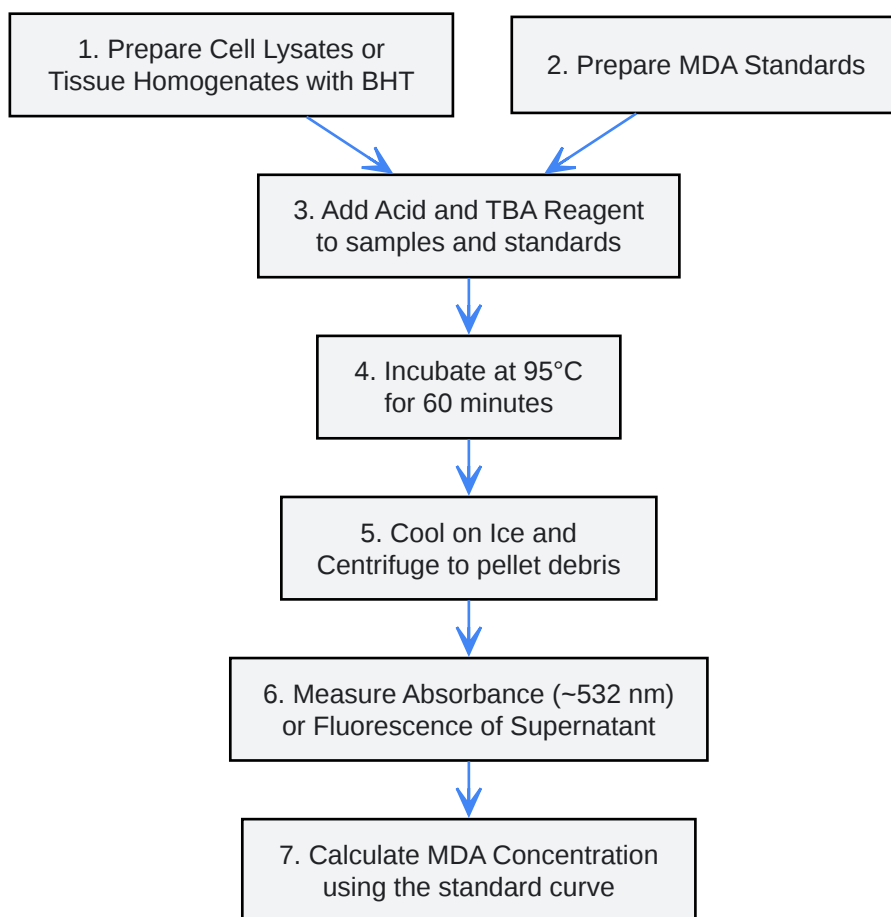 1. Prepare Cell Lysates or
Tissue Homogenates with BHT
2. Prepare MDA Standards
3. Add Acid and TBA Reagent
to samples and standards
4. Incubate at 95°C
for 60 minutes
5. Cool on Ice and
Centrifuge to pellet debris
6. Measure Absorbance (~532 nm)
or Fluorescence of Supernatant
7. Calculate MDA Concentration
using the standard curve